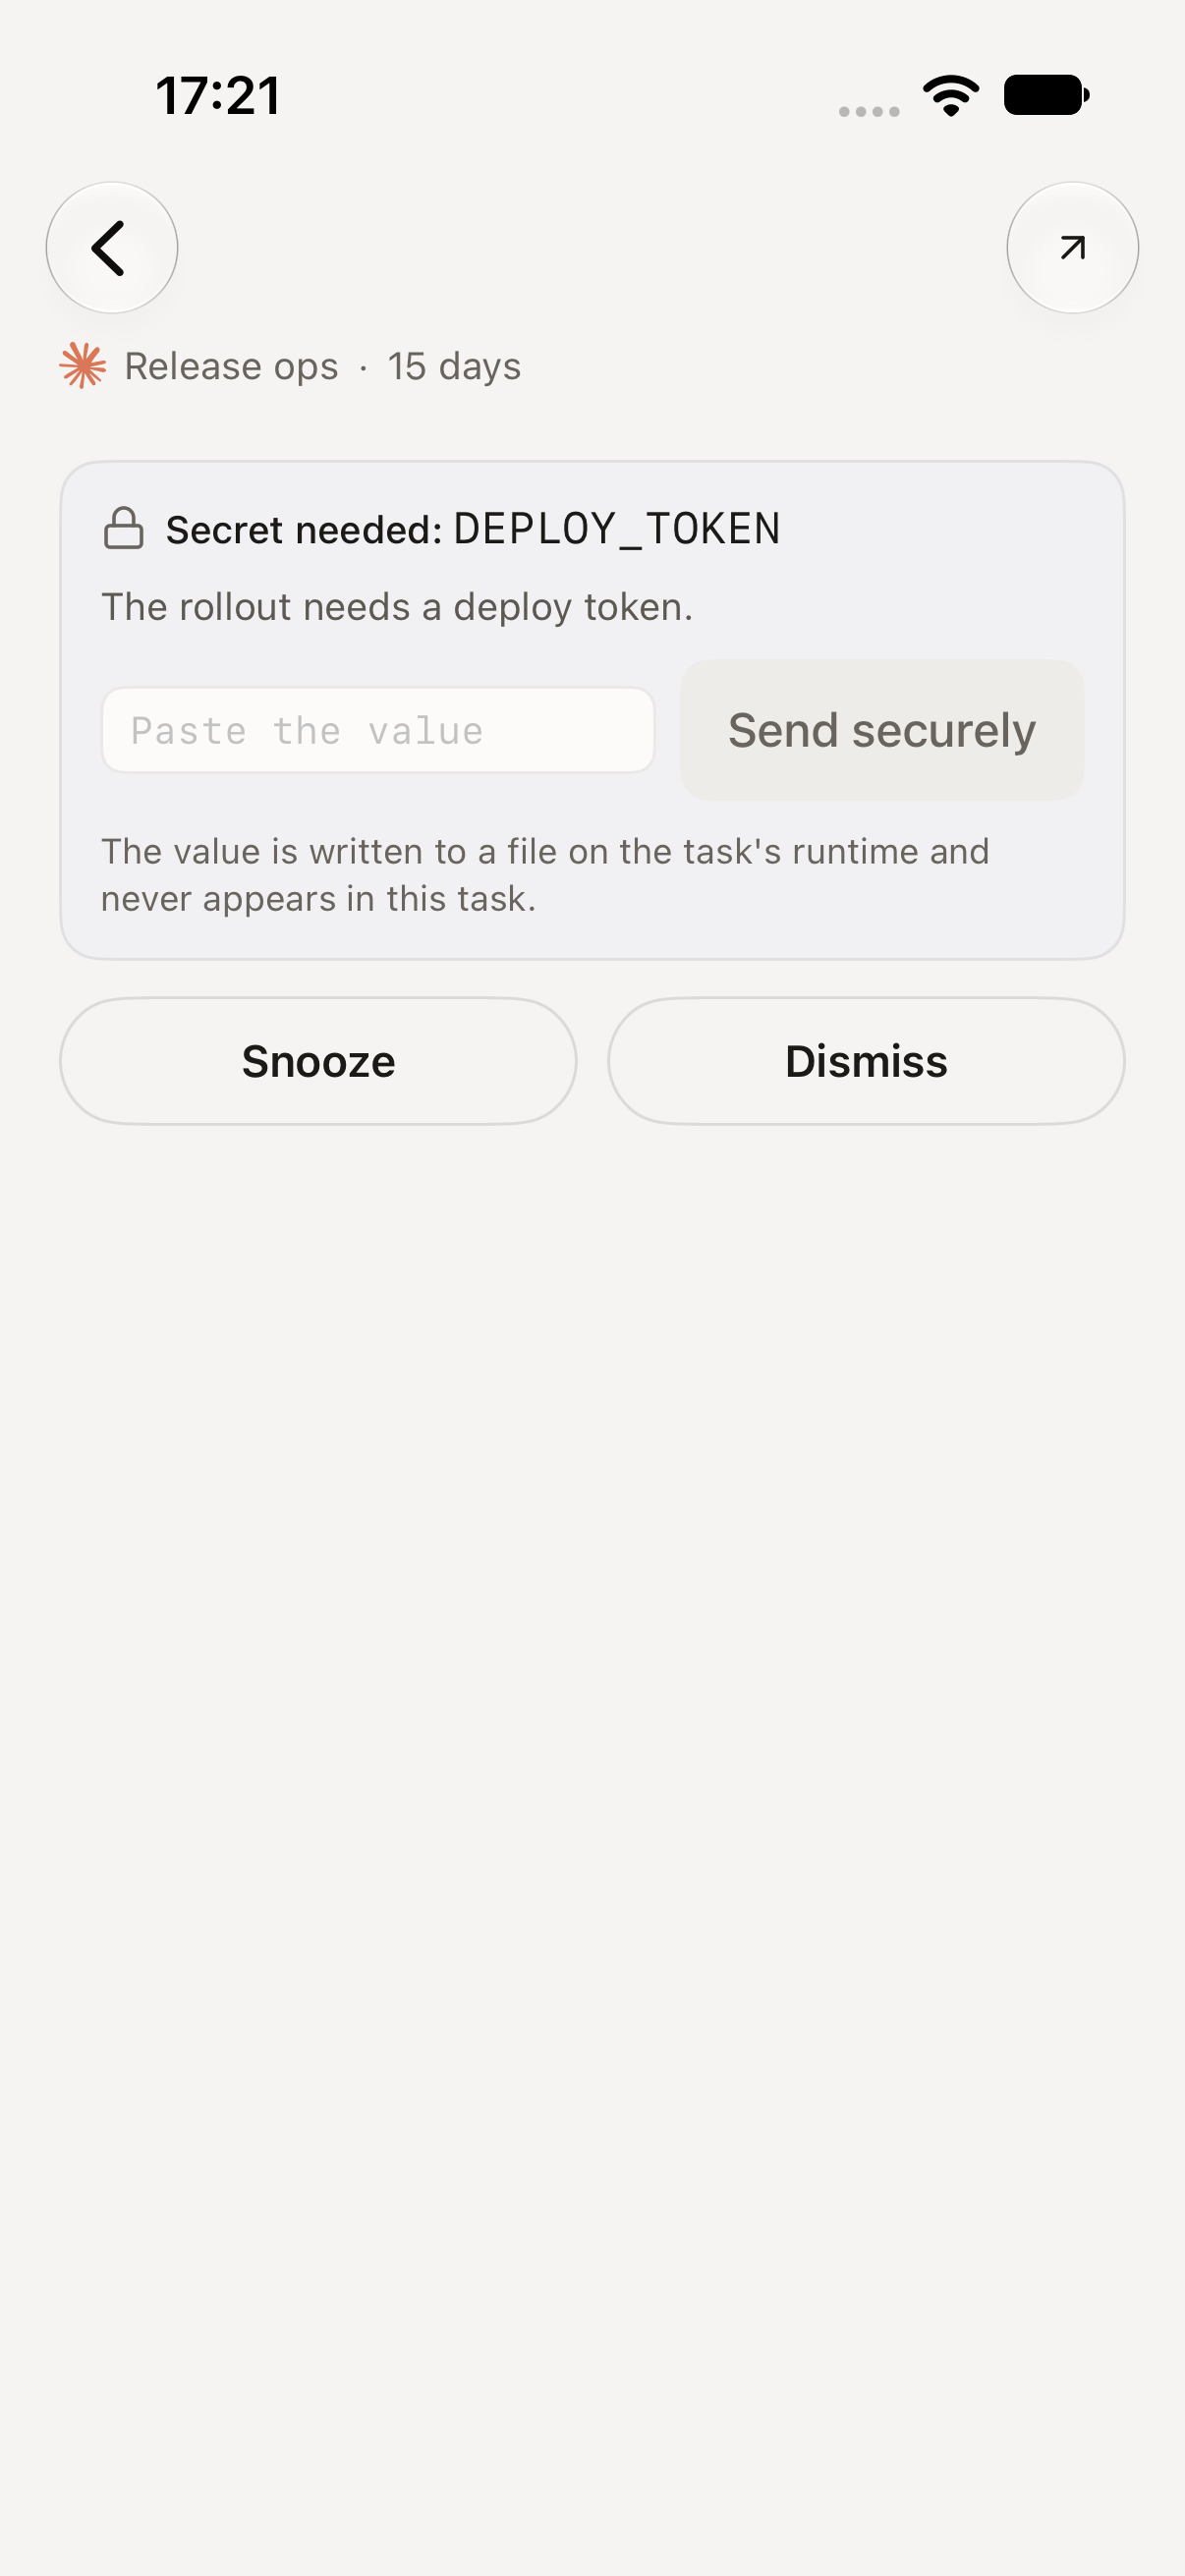 17:21
Release ops · 15 days
Secret needed: DEPLOY_TOKEN
The rollout needs a deploy token.
Paste the value
Send securely
The value is written to a file on the task's runtime and
never appears in this task.
Snooze
Dismiss